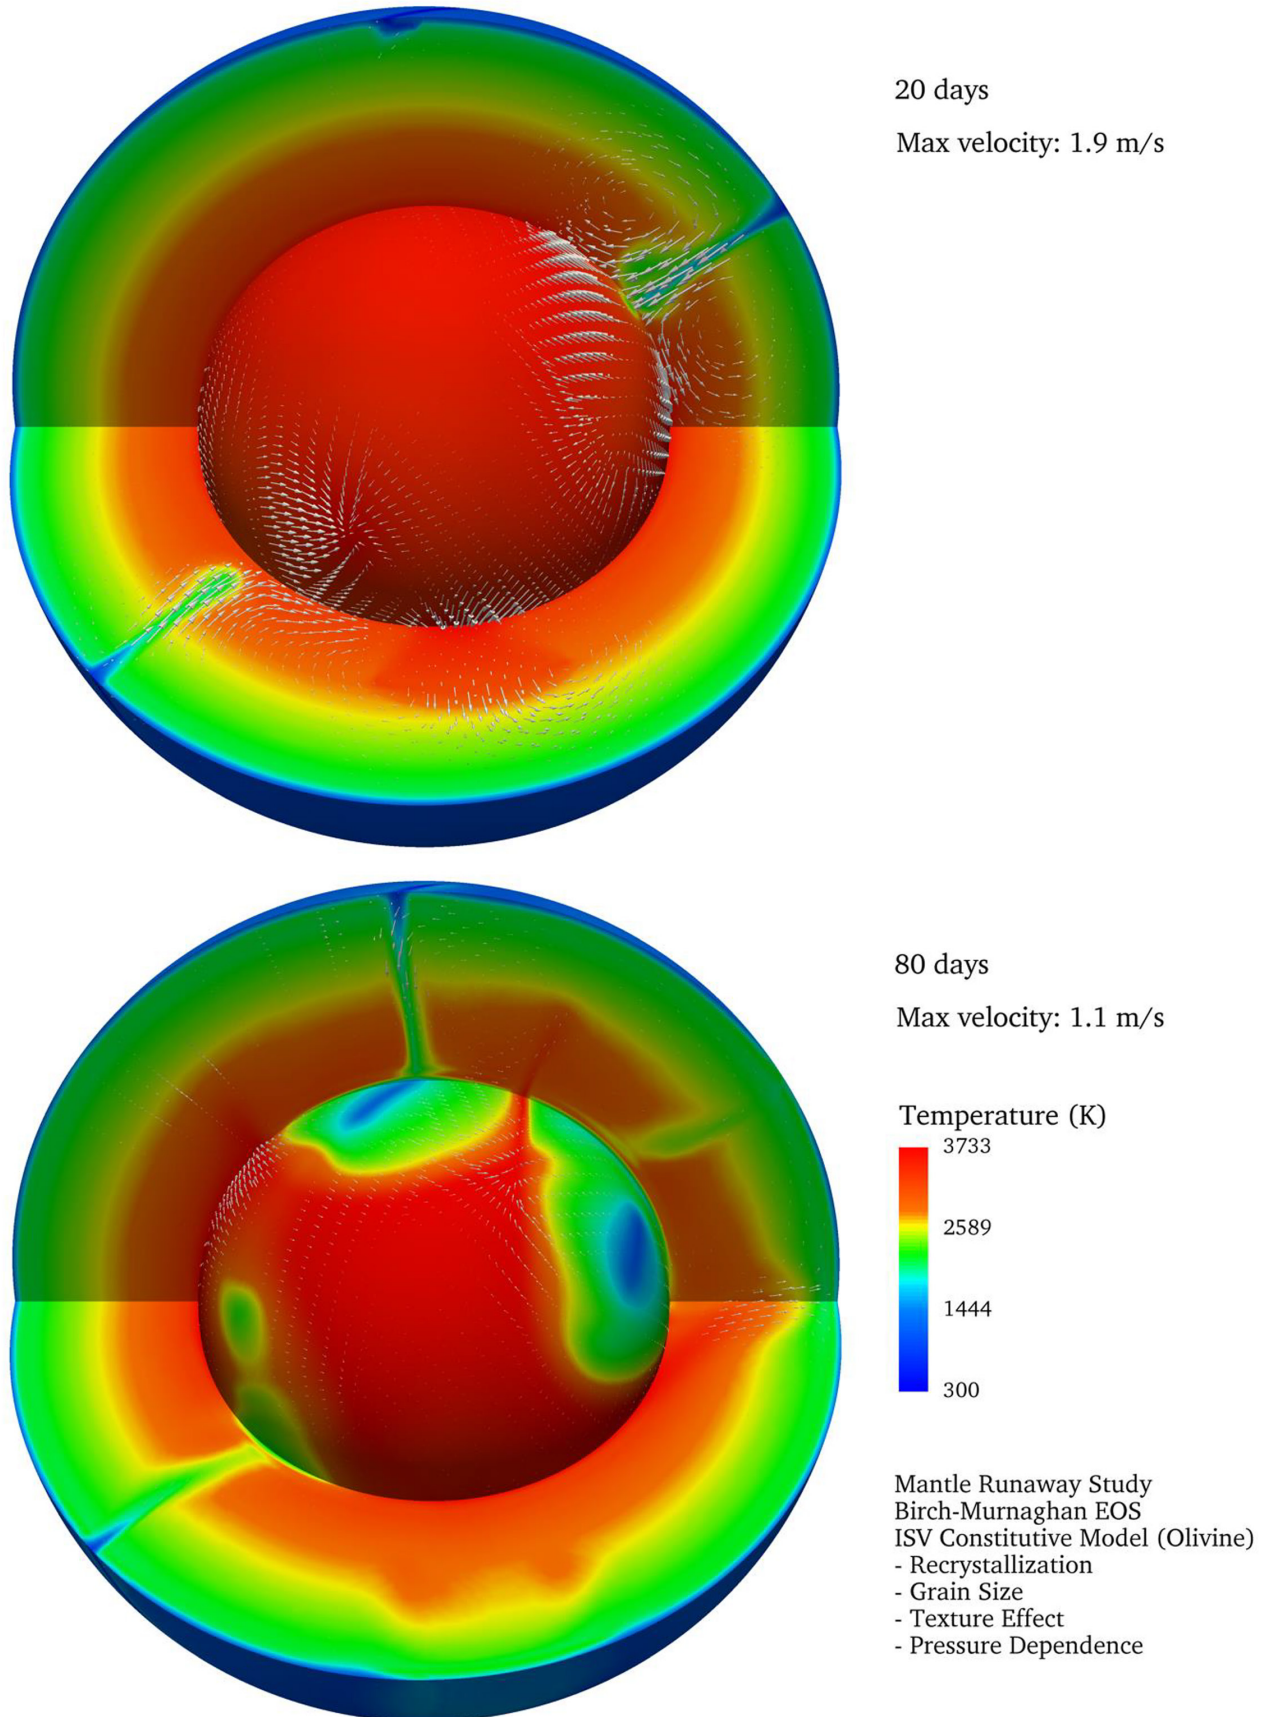 20 days
Max velocity: 1.9 m/s
80 days
Max velocity: 1.1 m/s
Temperature (K)
3733
2589
1444
300
Mantle Runaway Study
Birch-Murnaghan EOS
ISV Constitutive Model (Olivine)
- Recrystallization
- Grain Size
- Texture Effect
- Pressure Dependence